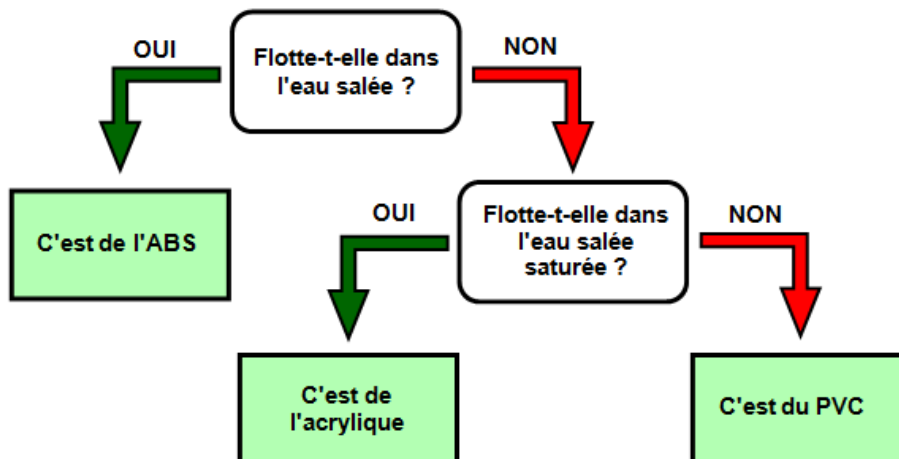 OUI
Flotte-t-elle dans
l'eau salée ?
NON
C'est de l'ABS
OUI
Flotte-t-elle dans
l'eau salée
saturée ?
NON
C'est de
l'acrylique
C'est du PVC